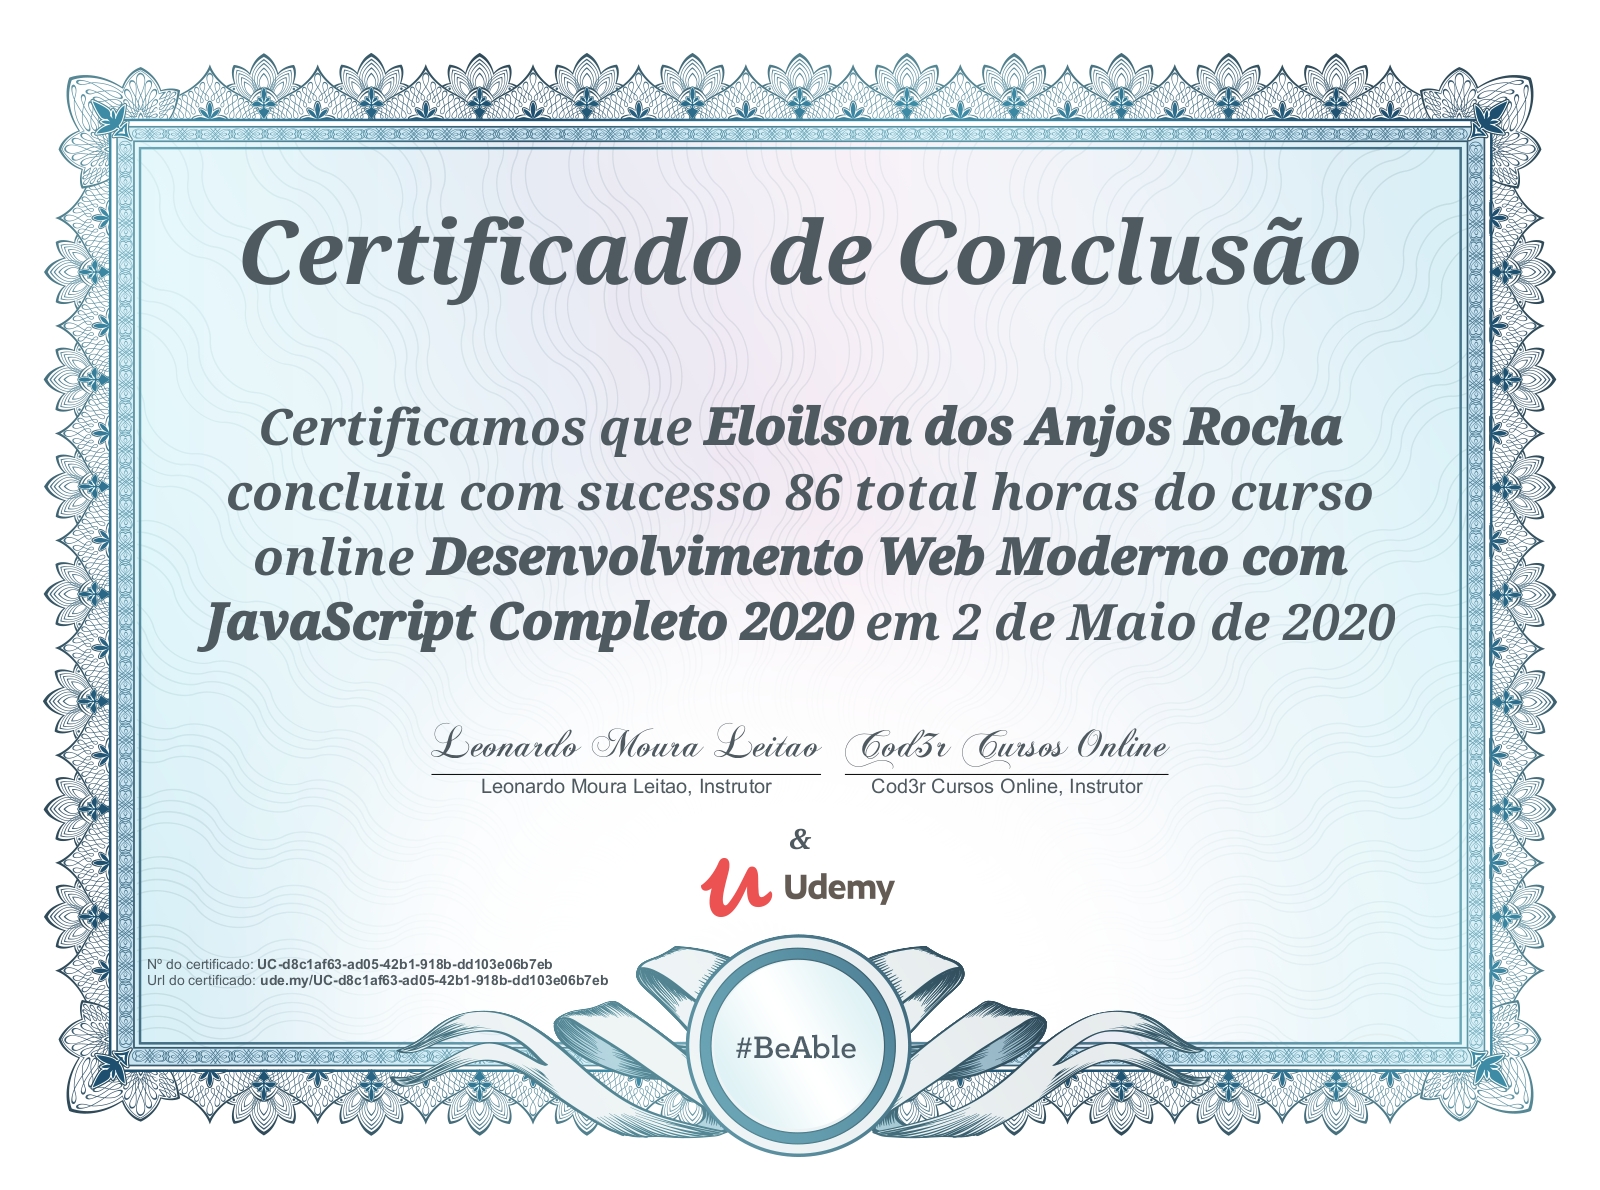 Certificado de Conclusão
Certificamos que Eloilson dos Anjos Rocha
concluiu com sucesso 86 total horas do curso
online Desenvolvimento Web Moderno com
JavaScript Completo 2020 em 2 de Maio de 2020
Leonardo Moura Leitao
Cod3r Cursos Online
Leonardo Moura Leitao, Instrutor
Cod3r Cursos Online, Instrutor
&
Udemy
Nº do certificado: UC-d8c1af63-ad05-42b1-918b-dd103e06b7eb
Url do certificado: ude.my/UC-d8c1af63-ad05-42b1-918b-dd103e06b7eb
#BeAble